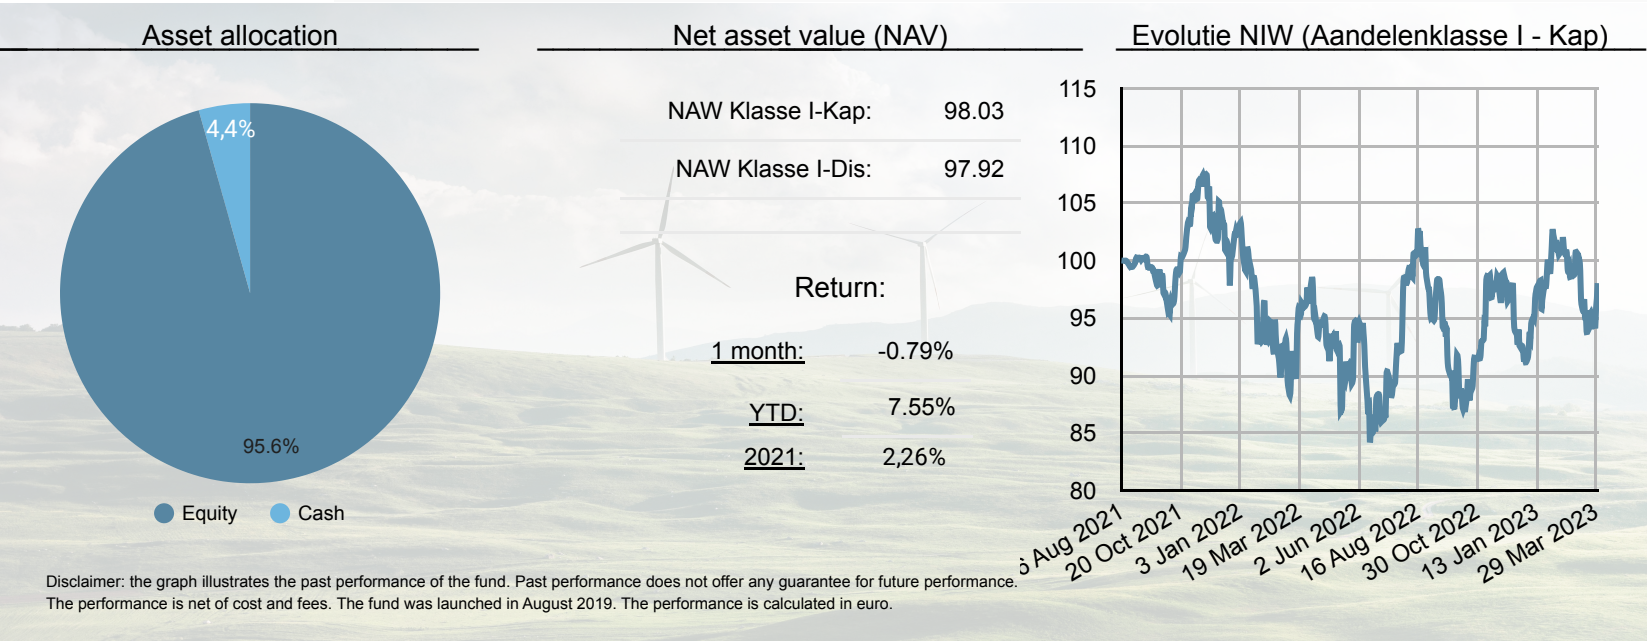 Asset allocation
4,4%
95.6%
Equity
Cash
Net asset value (NAV)
NAW Klasse I-Kap: 98.03
NAW Klasse I-Dis: 97.92
Return:
1 month: -0.79%
YTD: 7.55%
2021: 2,26%
Evolutie NIW (Aandelenklasse I - Kap)
115
110
105
100
95
90
85
80
Aug 2021
20 Oct 2021
3 Jan 2022
19 Mar 2022
2 Jun 2022
16 Aug 2022
30 Oct 2022
13 Jan 2023
29 Mar 2023
Disclaimer: the graph illustrates the past performance of the fund. Past performance does not offer any guarantee for future performance.
The performance is net of cost and fees. The fund was launched in August 2019. The performance is calculated in euro.